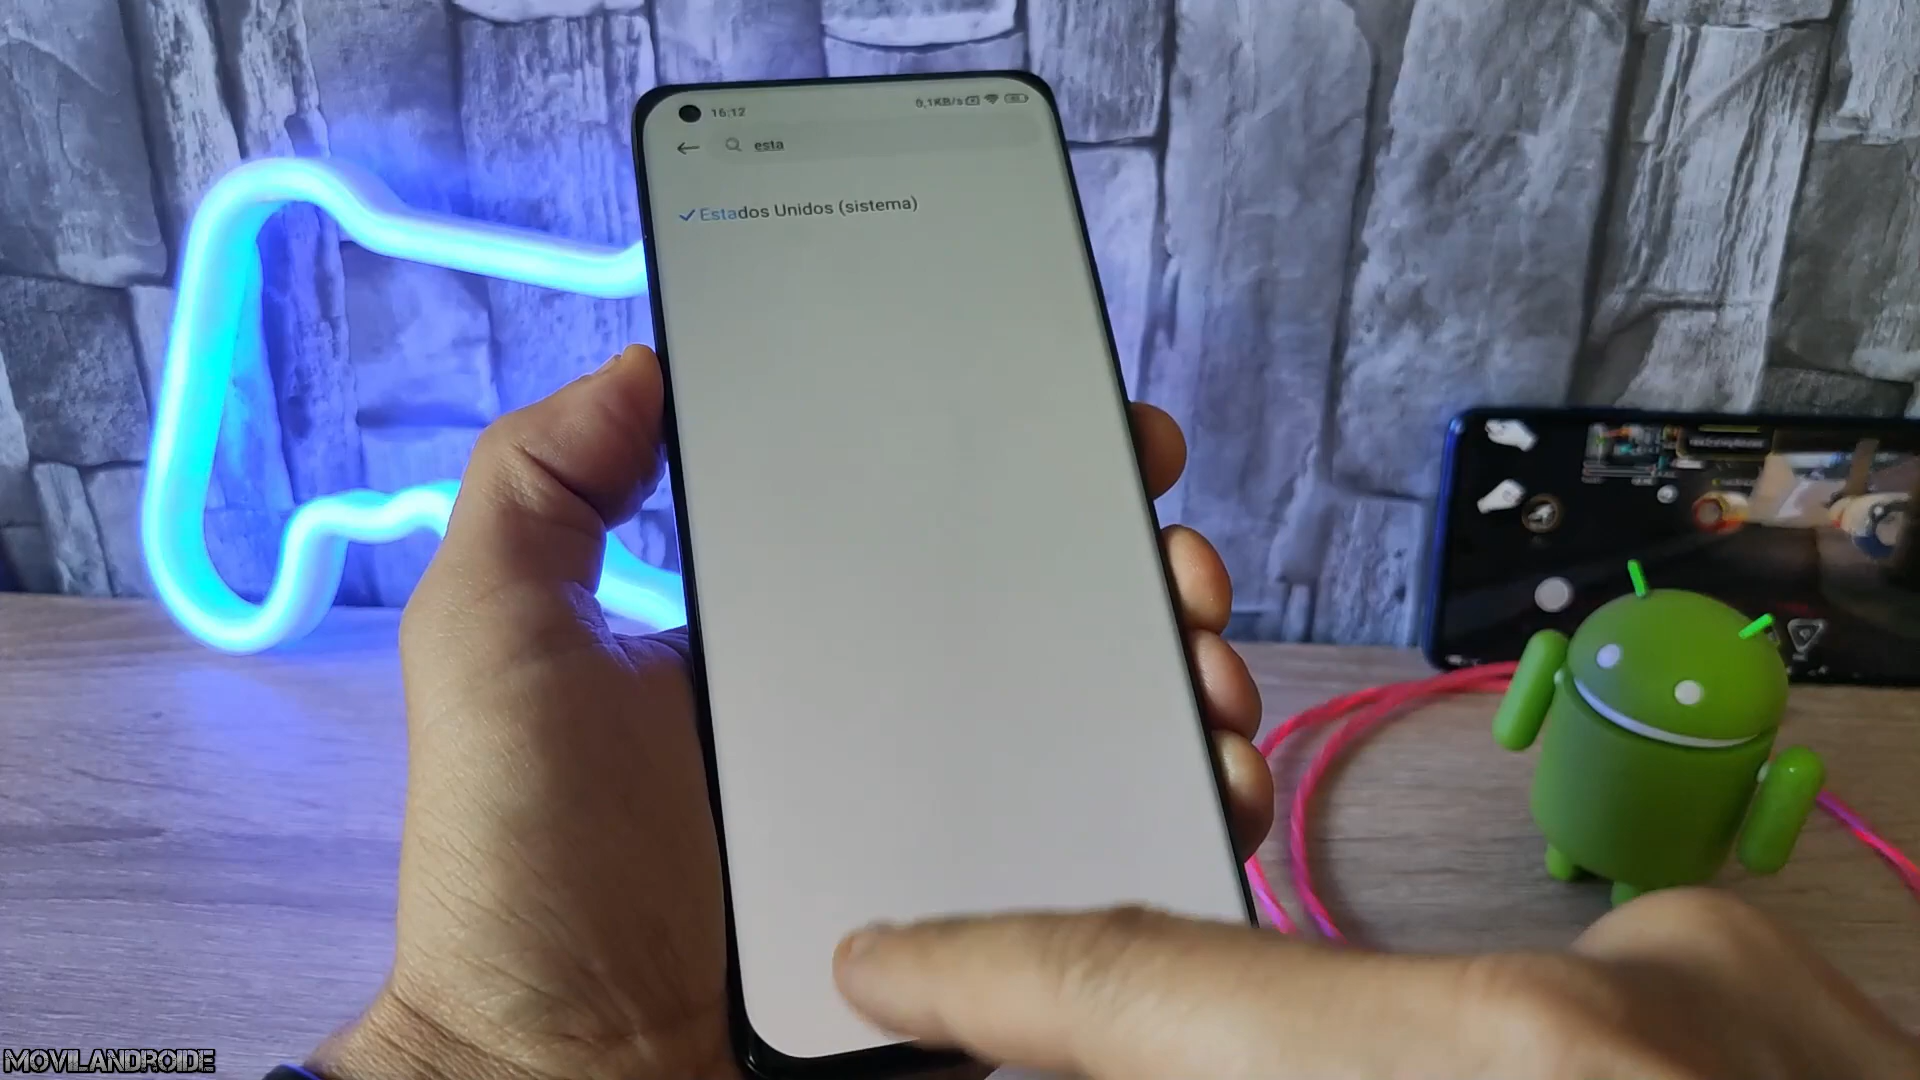 16:12
0,1KB/s
esta
Estados Unidos (sistema)
MOVILANDROIDE